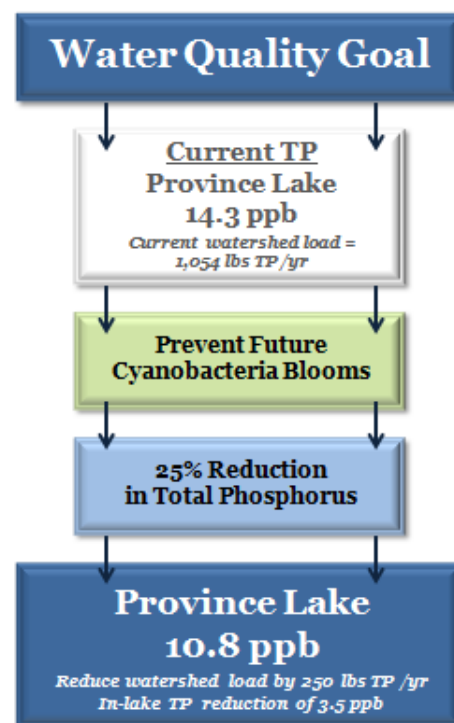 Water Quality Goal
Current TP
Province Lake
14.3 ppb
Current watershed load =
1,054 lbs TP/yr
Prevent Future
Cyanobacteria Blooms
25% Reduction
in Total Phosphorus
Province Lake
10.8 ppb
Reduce watershed load by 250 lbs TP/yr
In-lake TP reduction of 3.5 ppb